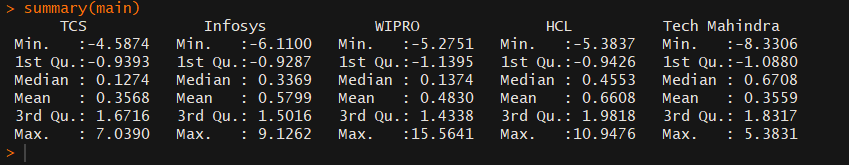 > summary(main)
TCS Infosys WIPRO HCL Tech Mahindra
Min. :-4.5874 Min. :-6.1100 Min. :-5.2751 Min. :-5.3837 Min. :-8.3306
1st Qu.:-0.9393 1st Qu.:-0.9287 1st Qu.:-1.1395 1st Qu.:-0.9426 1st Qu.:-1.0880
Median : 0.1274 Median : 0.3369 Median : 0.1374 Median : 0.4553 Median : 0.6708
Mean : 0.3568 Mean : 0.5799 Mean : 0.4830 Mean : 0.6608 Mean : 0.3559
3rd Qu.: 1.6716 3rd Qu.: 1.5016 3rd Qu.: 1.4338 3rd Qu.: 1.9818 3rd Qu.: 1.8317
Max. : 7.0390 Max. : 9.1262 Max. :15.5641 Max. :10.9476 Max. : 5.3831
>